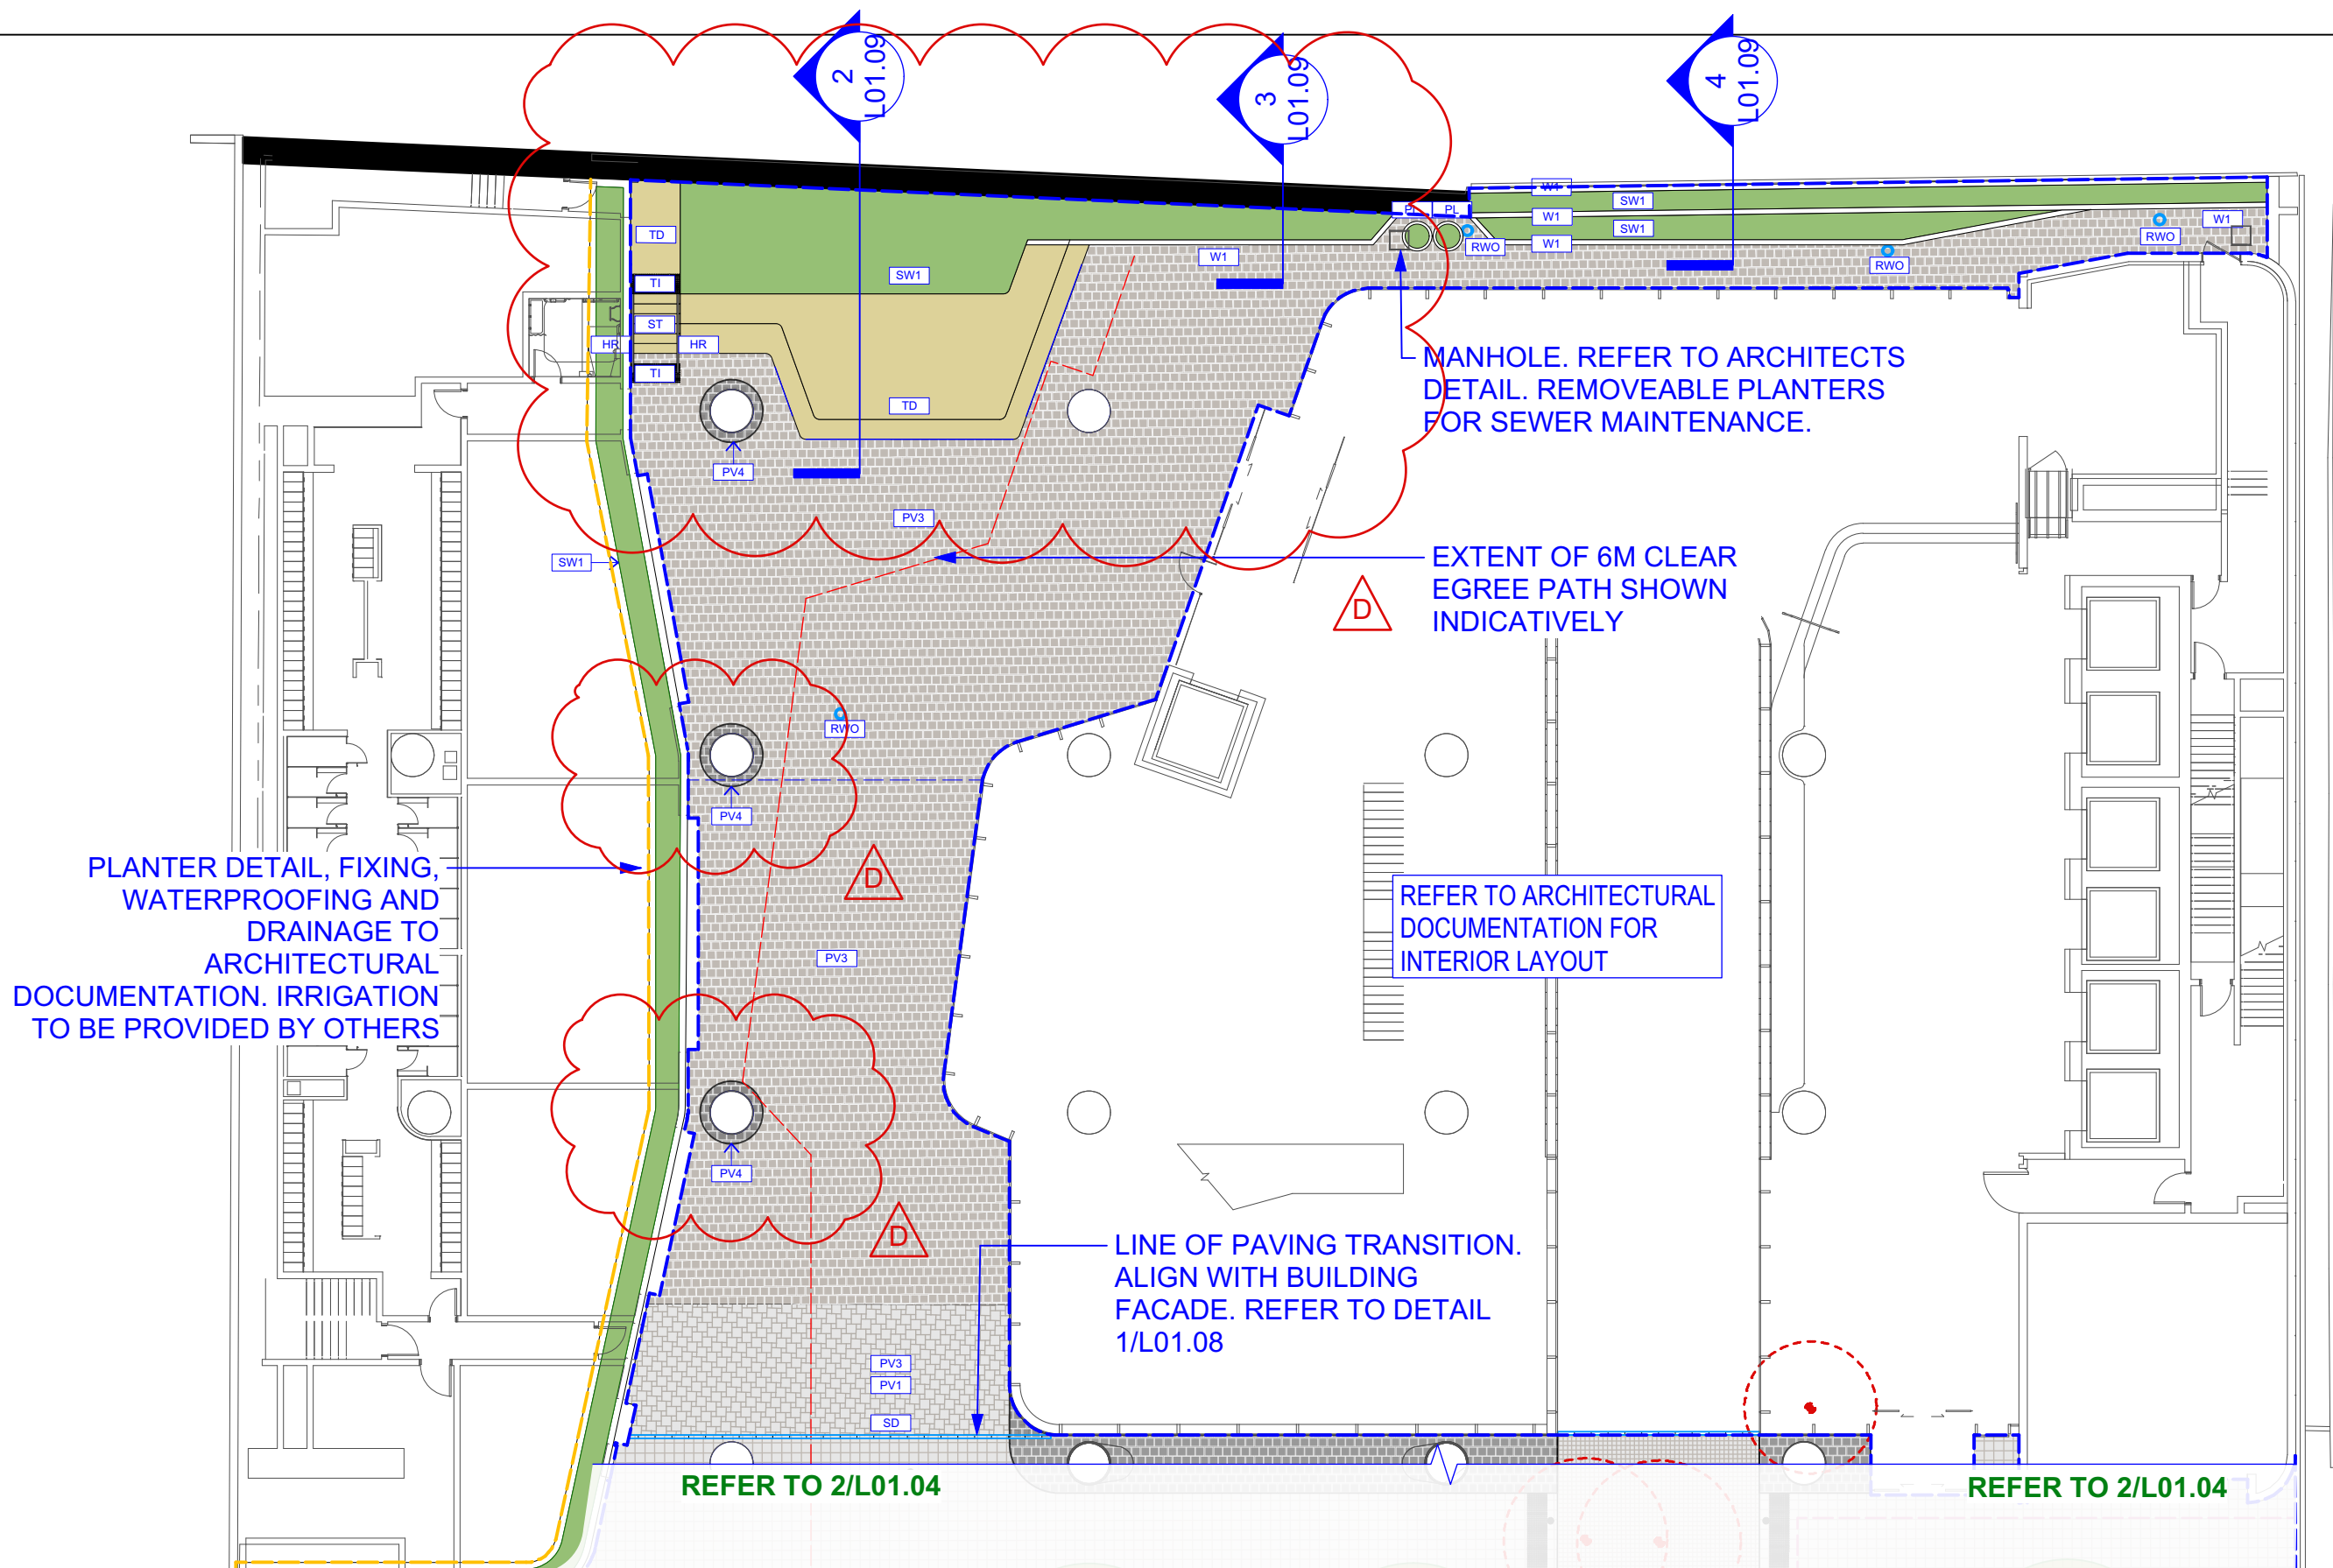 2
L01.09
3
L01.09
4
L01.09
W1
SW1
PL
PL
W1
W1
SW1
RWO
TD
RWO
W1
W1
RWO
SW1
TI
ST
HR
HR
TI
TD
MANHOLE. REFER TO ARCHITECTS
DETAIL. REMOVEABLE PLANTERS
FOR SEWER MAINTENANCE.
PV4
PV3
SW1
EXTENT OF 6M CLEAR
EGREE PATH SHOWN
INDICATIVELY
D
RWO
PV4
D
PLANTER DETAIL, FIXING,
WATERPROOFING AND
DRAINAGE TO
ARCHITECTURAL
DOCUMENTATION. IRRIGATION
TO BE PROVIDED BY OTHERS
REFER TO ARCHITECTURAL
DOCUMENTATION FOR
INTERIOR LAYOUT
PV3
PV4
D
LINE OF PAVING TRANSITION.
ALIGN WITH BUILDING
FACADE. REFER TO DETAIL
1/L01.08
PV3
PV1
SD
REFER TO 2/L01.04
REFER TO 2/L01.04